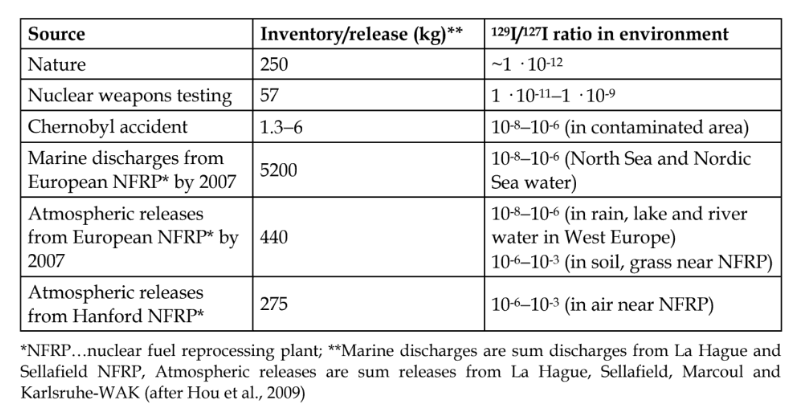 Source Inventory/release (kg)** ¹²⁹I/¹²⁷I ratio in environment
Nature 250 ~1 ·10⁻¹²
Nuclear weapons testing 57 1 ·10⁻¹¹–1 ·10⁻⁹
Chernobyl accident 1.3–6 10⁻⁸–10⁻⁶ (in contaminated area)
Marine discharges from
European NFRP* by 2007
5200
10⁻⁸–10⁻⁶ (North Sea and Nordic
Sea water)
Atmospheric releases
from European NFRP* by
2007
440
10⁻⁸–10⁻⁶ (in rain, lake and river
water in West Europe)
10⁻⁶–10⁻³ (in soil, grass near NFRP)
Atmospheric releases
from Hanford NFRP*
275
10⁻⁶–10⁻³ (in air near NFRP)
*NFRP…nuclear fuel reprocessing plant; **Marine discharges are sum discharges from La Hague and
Sellafield NFRP, Atmospheric releases are sum releases from La Hague, Sellafield, Marcoul and
Karlsruhe-WAK (after Hou et al., 2009)